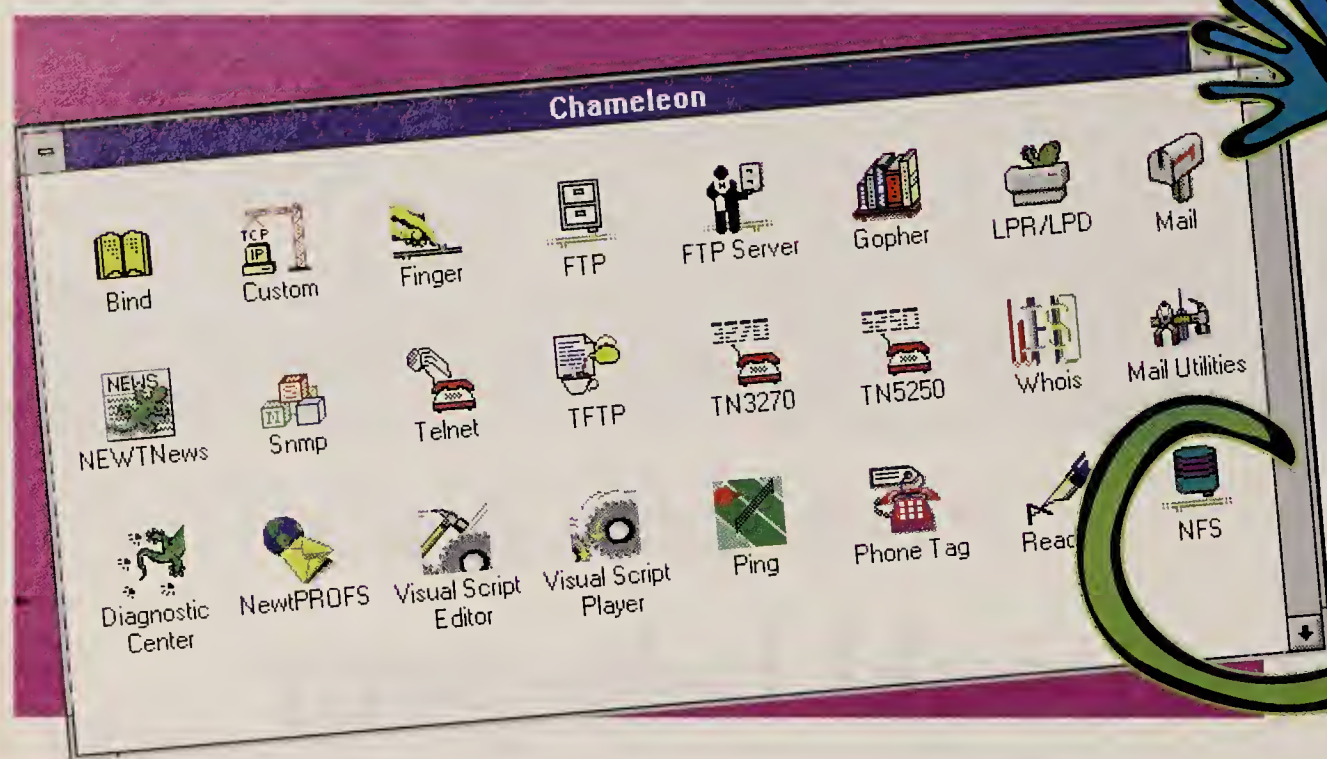 Chameleon
Bind
Custom
Finger
FTP
FTP Server
Gopher
LPR/LPD
Mail
TCP
IP
NEWTNews
Snmp
Telnet
TFTP
TN3270
TN5250
Whois
Mail Utilities
NEWS
3270
5250
Diagnostic
Center
NewtPROFS
Visual Script
Editor
Visual Script
Player
Ping
Phone Tag
NFS